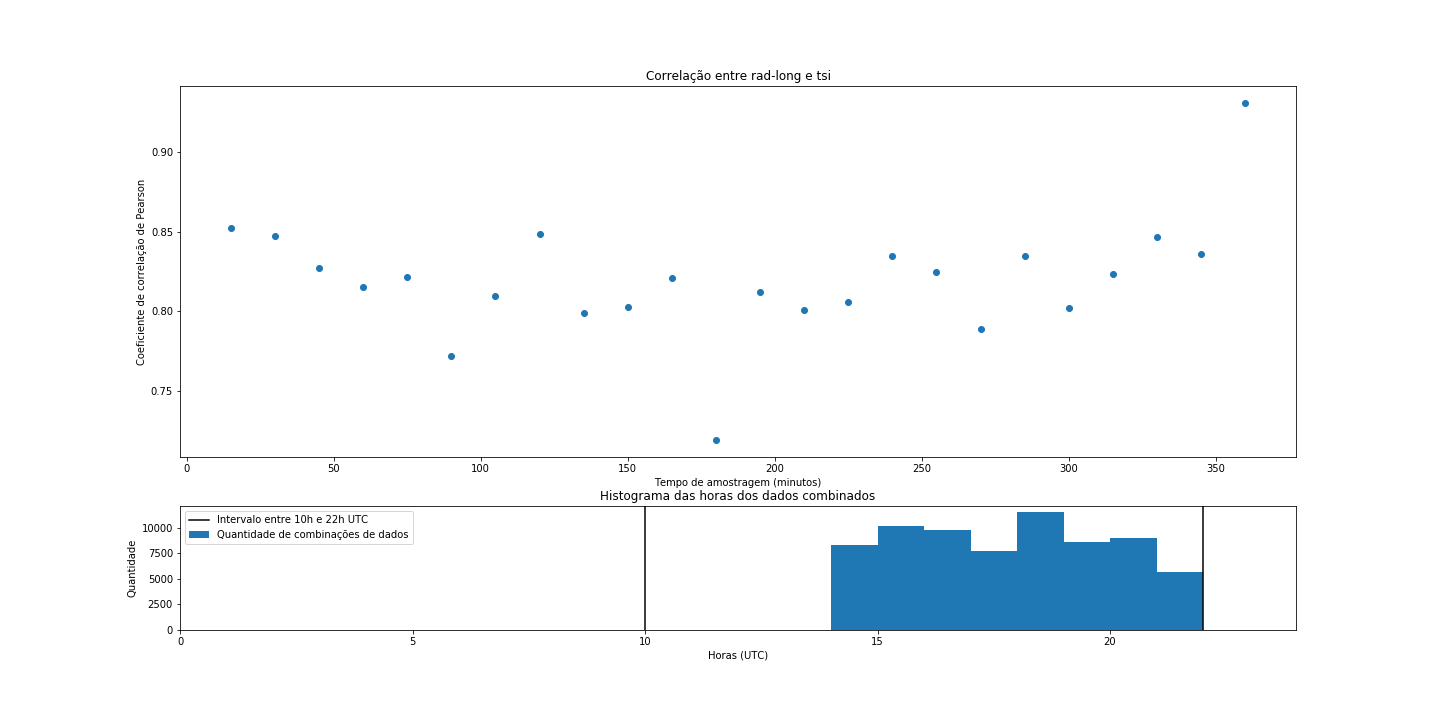 Correlação entre rad-long e tsi
Coeficiente de correlação de Pearson
0.90
0.85
0.80
0.75
0 50 100 150 200 250 300 350
Tempo de amostragem (minutos)
Histograma das horas dos dados combinados
Intervalo entre 10h e 22h UTC
Quantidade de combinações de dados
Quantidade
10000
7500
5000
2500
0
0 5 10 15 20
Horas (UTC)